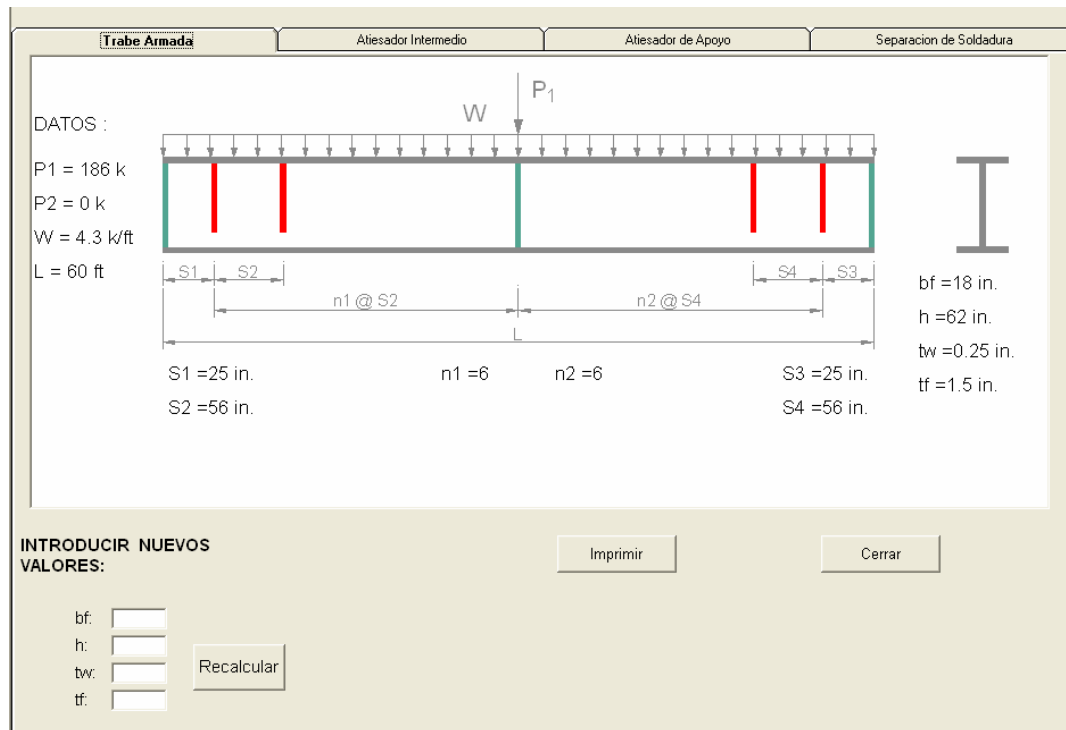 Trabe Armada
Atiesador Intermedio
Atiesador de Apoyo
Separacion de Soldadura
P1
W
DATOS :
P1 = 186 k
P2 = 0 k
W = 4.3 k/ft
L = 60 ft
S1
S2
S4
S3
n1 @ S2
n2 @ S4
L
bf =18 in.
h =62 in.
tw =0.25 in.
tf =1.5 in.
S1 =25 in.
n1 =6
n2 =6
S3 =25 in.
S2 =56 in.
S4 =56 in.
INTRODUCIR NUEVOS
VALORES:
Imprimir
Cerrar
bf:
h:
tw:
tf:
Recalcular